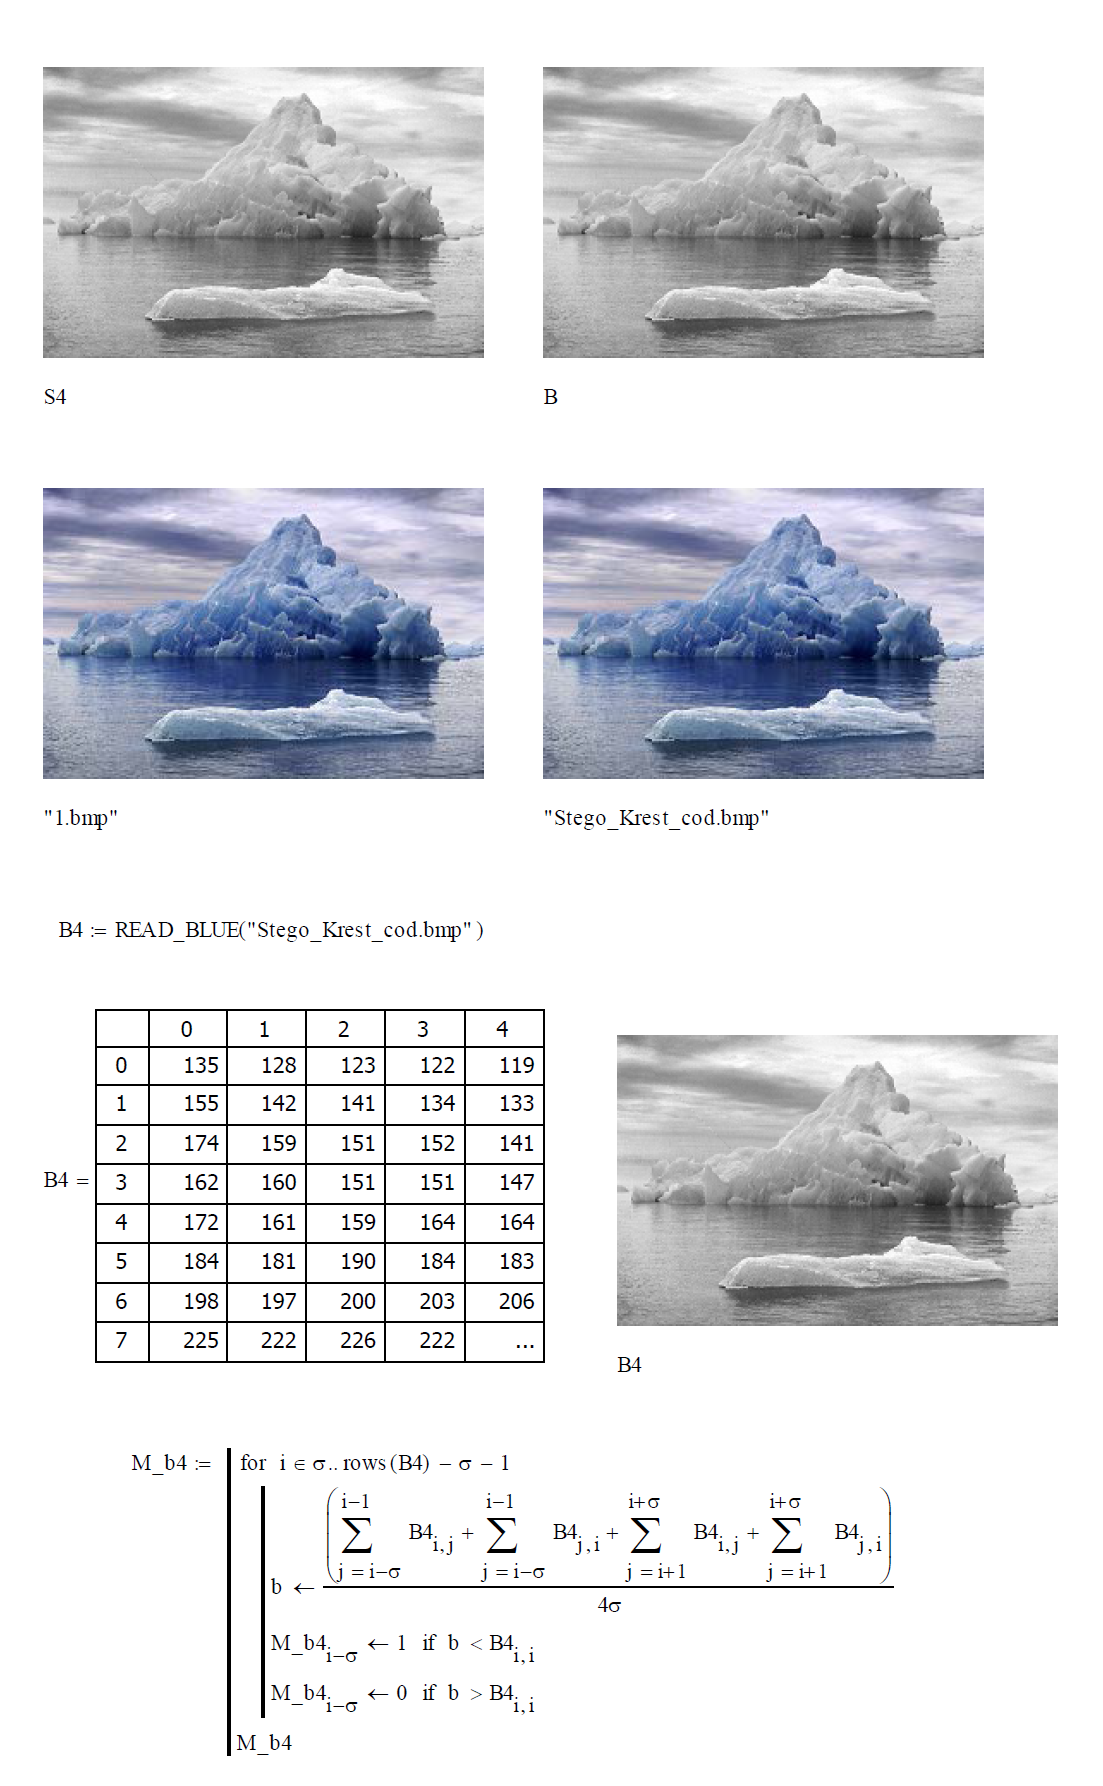 S4 B
"1.bmp" "Stego_Krest_cod.bmp"
B4 := READ_BLUE("Stego_Krest_cod.bmp" )
0 1 2 3 4
0 135 128 123 122 119
1 155 142 141 134 133
2 174 159 151 152 141
B4 = 3 162 160 151 151 147
4 172 161 159 164 164
5 184 181 190 184 183
6 198 197 200 203 206
7 225 222 226 222 ...
B4
M_b4 := for i ∈ σ.. rows(B4) − σ − 1
i−1 i−1 i+σ i+σ
( ∑ B4i,j + ∑ B4j,i + ∑ B4i,j + ∑ B4j,i )
j = i−σ j = i−σ j = i+1 j = i+1
b ←
4σ
M_b4i−σ ← 1 if b < B4i,i
M_b4i−σ ← 0 if b > B4i,i
M_b4